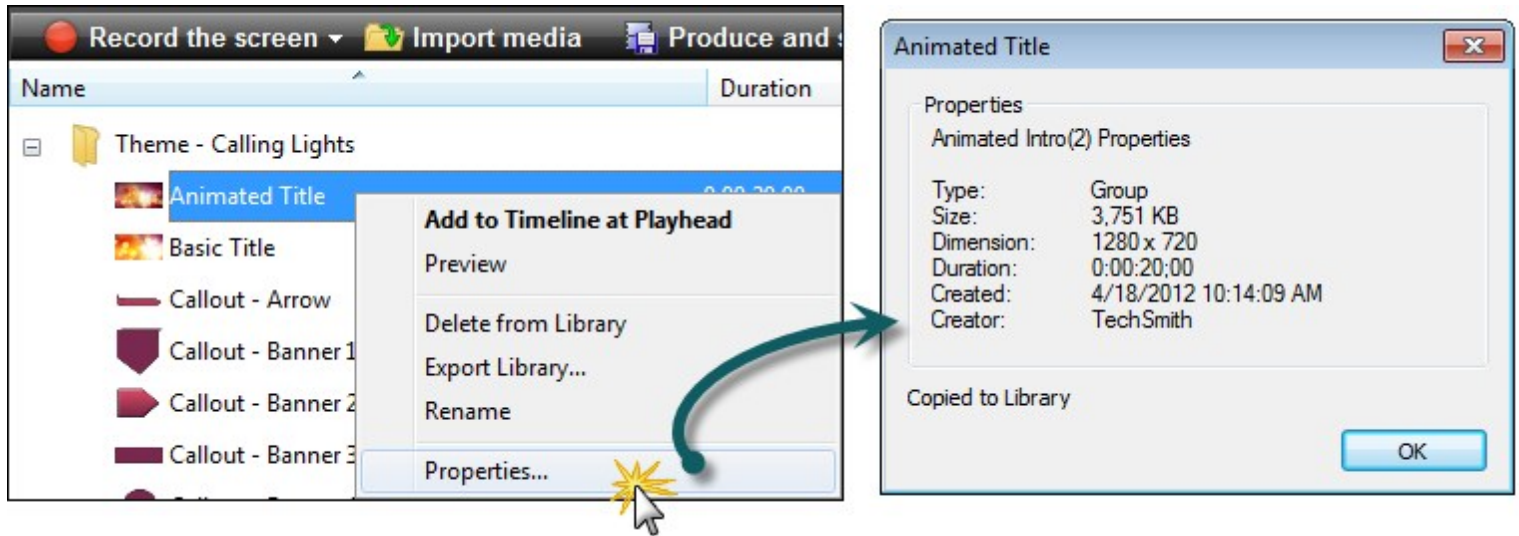 Record the screen Import media Produce and
Name Duration
Theme - Calling Lights
Animated Title
Basic Title
Callout - Arrow
Callout - Banner 1
Callout - Banner 2
Callout - Banner 3
Add to Timeline at Playhead
Preview
Delete from Library
Export Library...
Rename
Properties...
Animated Title
Properties
Animated Intro(2) Properties
Type: Group
Size: 3,751 KB
Dimension: 1280 x 720
Duration: 0:00:20;00
Created: 4/18/2012 10:14:09 AM
Creator: TechSmith
Copied to Library
OK